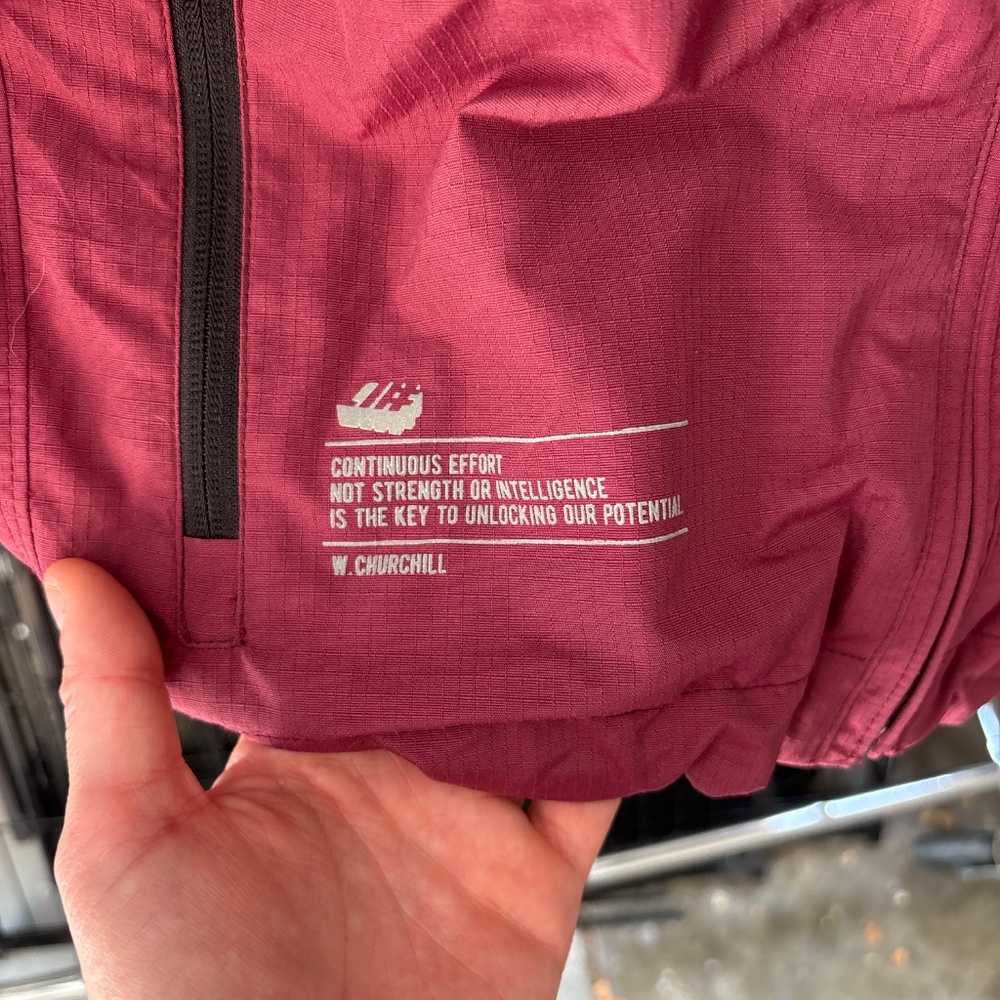 CONTINUOUS EFFORT
NOT STRENGTH OR INTELLIGENCE
IS THE KEY TO UNLOCKING OUR POTENTIAL
W.CHURCHILL